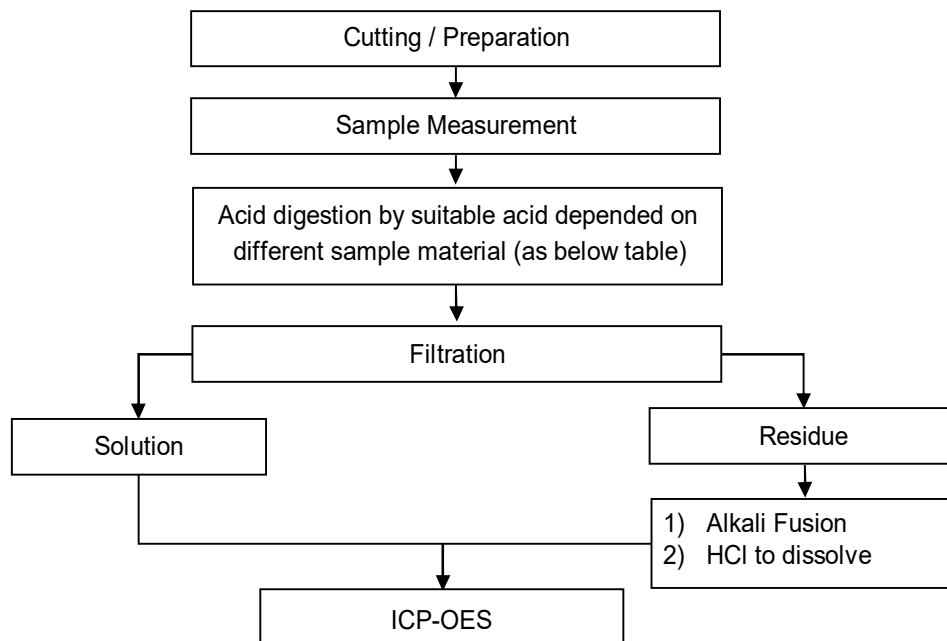 Cutting / Preparation
Sample Measurement
Acid digestion by suitable acid depended on
different sample material (as below table)
Filtration
Solution
Residue
1) Alkali Fusion
2) HCl to dissolve
ICP-OES